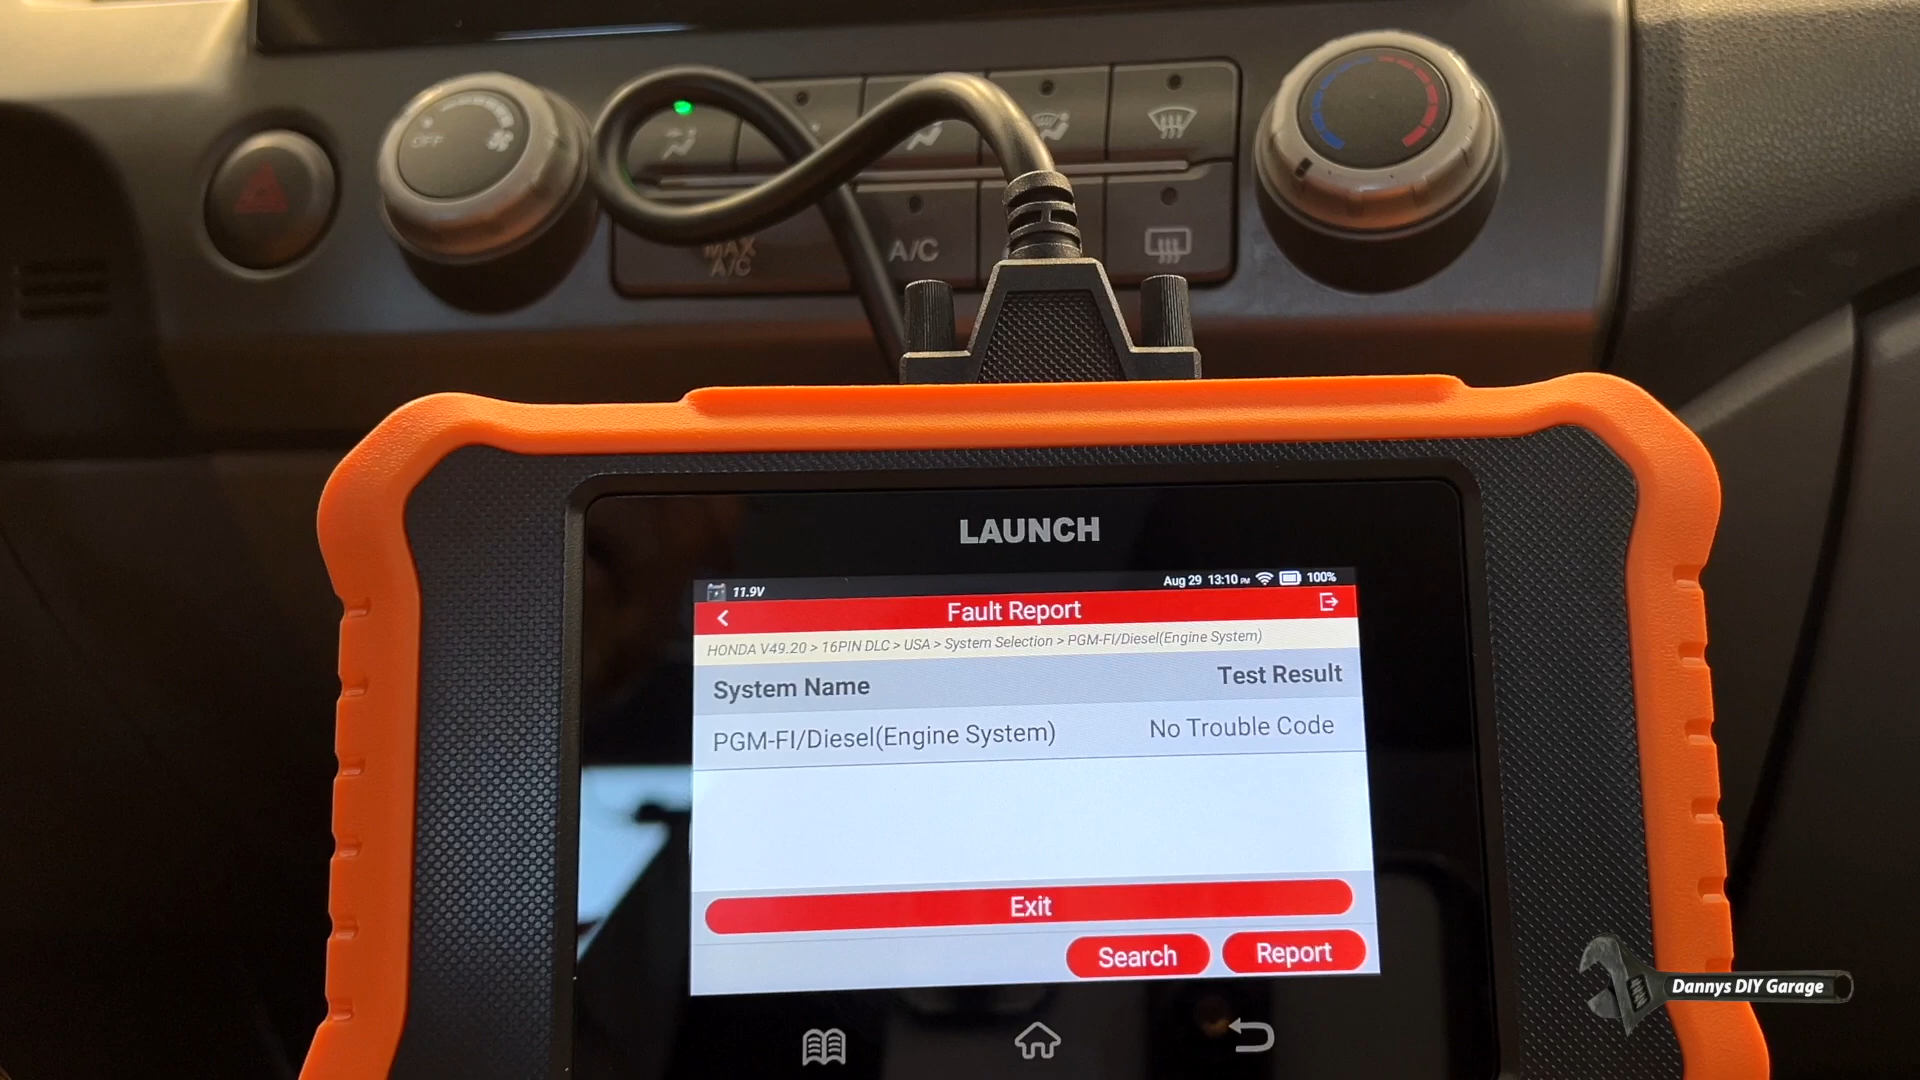 OFF
MAX
A/C
A/C
LAUNCH
11.9V
Aug 29 13:10 PM 100%
Fault Report
HONDA V49.20 > 16PIN DLC > USA > System Selection > PGM-FI/Diesel(Engine System)
System Name Test Result
PGM-FI/Diesel(Engine System) No Trouble Code
Exit
Search Report
Dannys DIY Garage